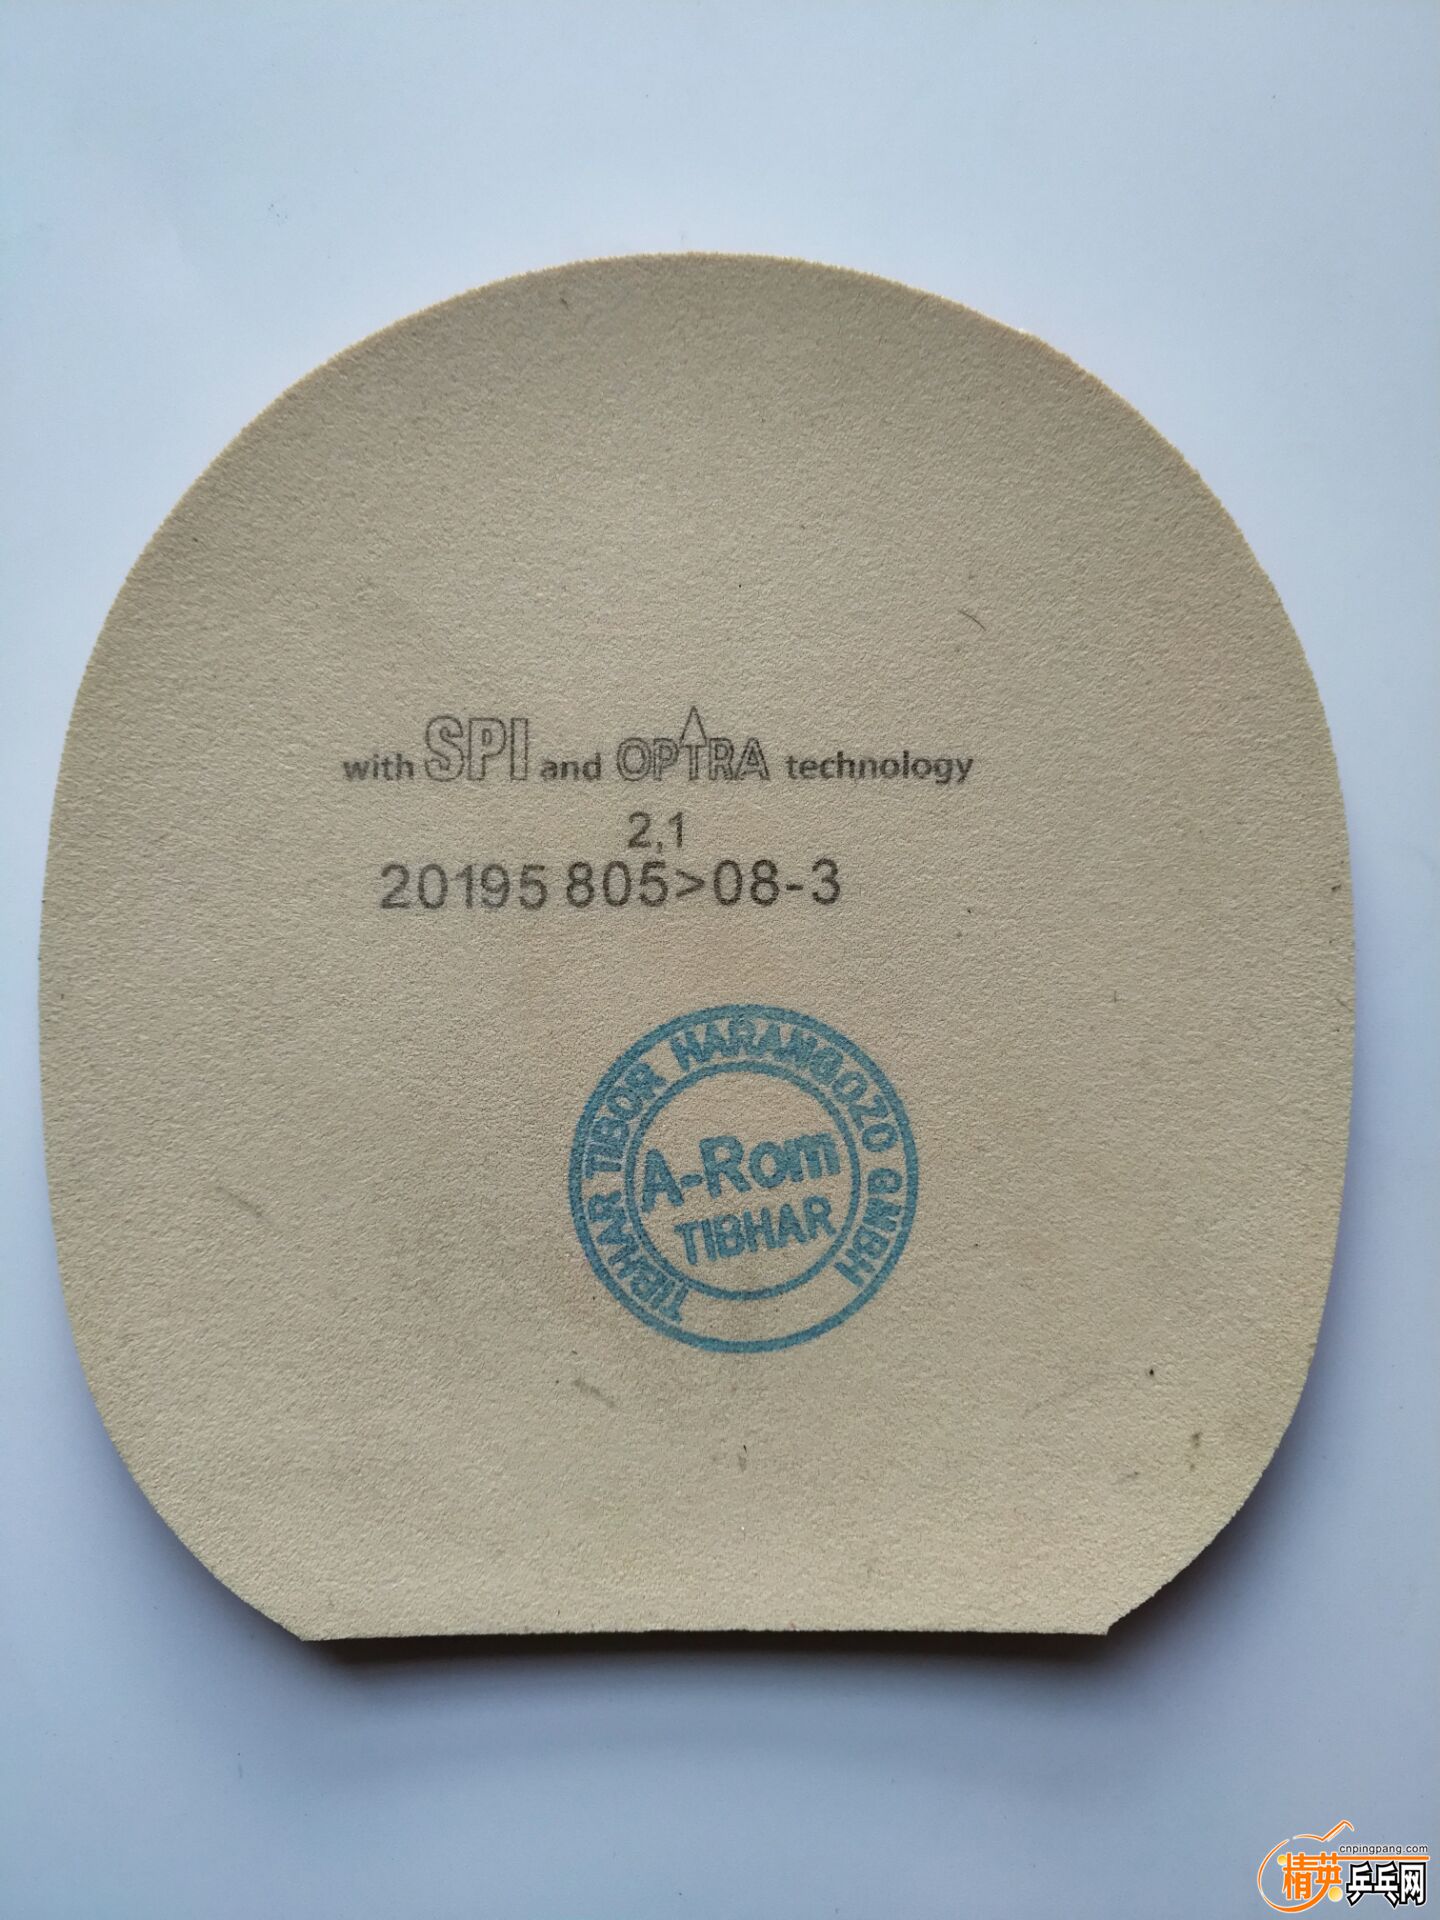 with SPI and OPTRA technology
2,1
20195 805>08-3
TIBHAR TIBOR HARANGOZO GMBH
A-Rom
TIBHAR
cnpingpang.com
精英乒乓网